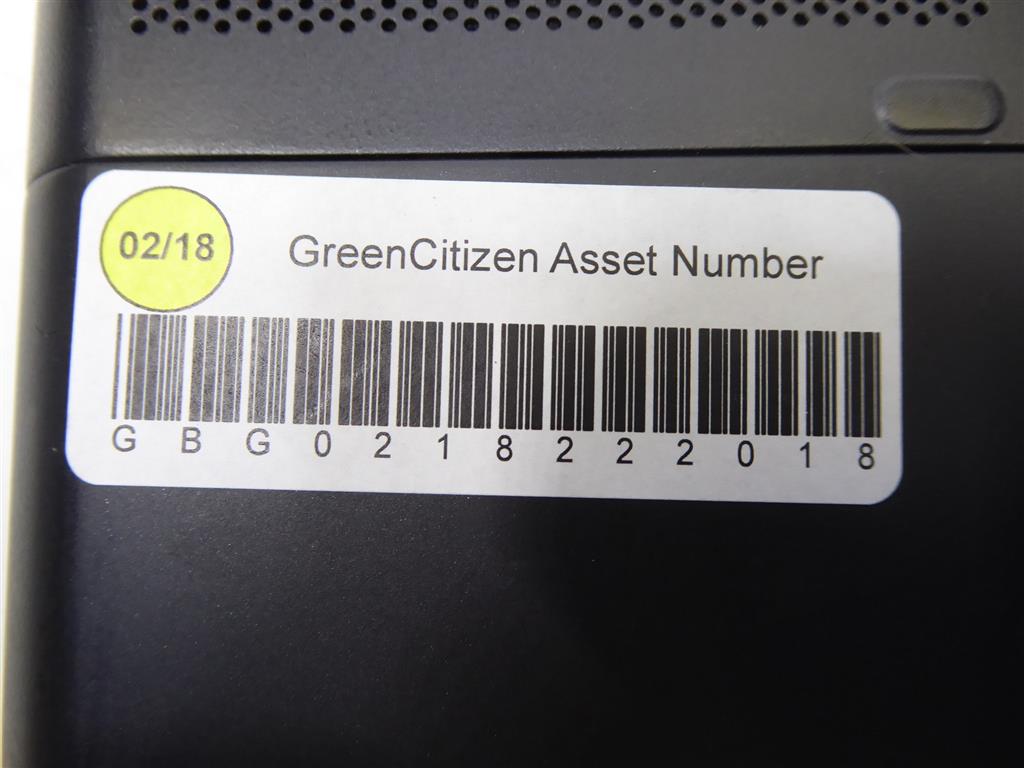 02/18
GreenCitizen Asset Number
GBG0218222018